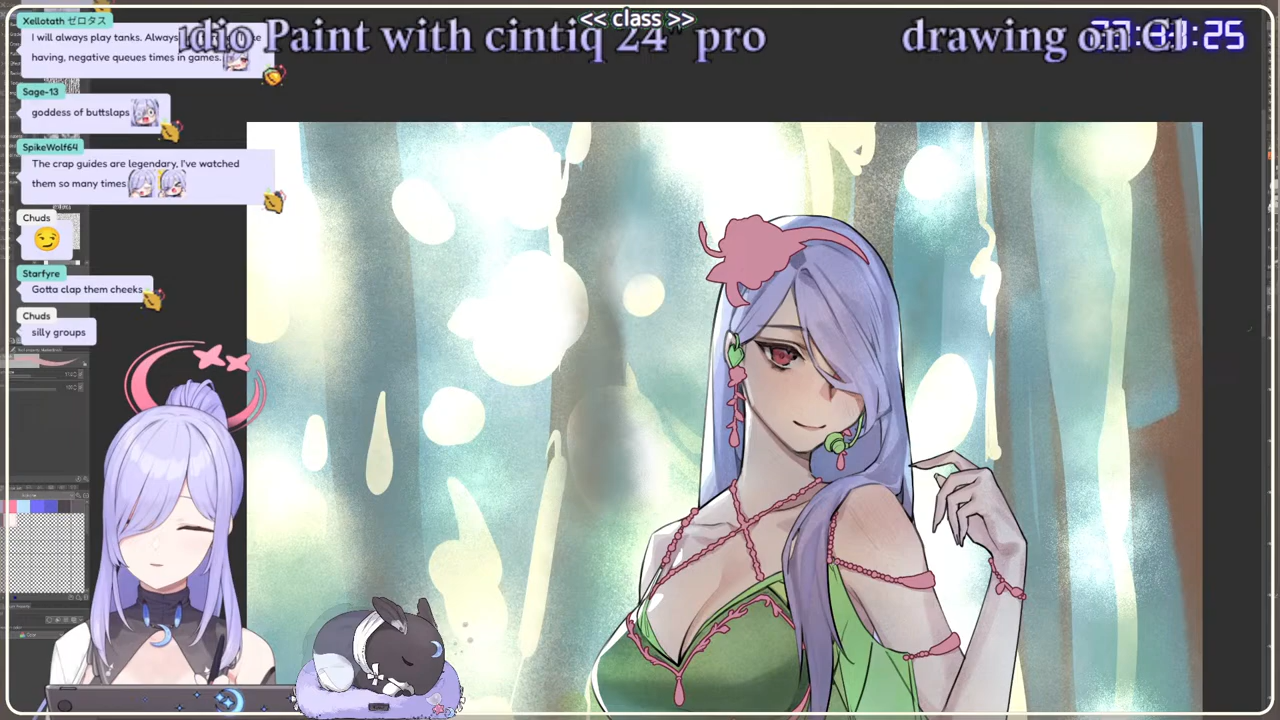 << class >>
dio Paint with cintiq 24" pro
drawing on Cl
Xellotath ゼロタス
I will always play tanks. Always
having, negative queues times in games.
Sage-13
goddess of buttslaps
SpikeWolf64
The crap guides are legendary, I've watched
them so many times
Chuds
Starfyre
Gotta clap them cheeks
Chuds
silly groups